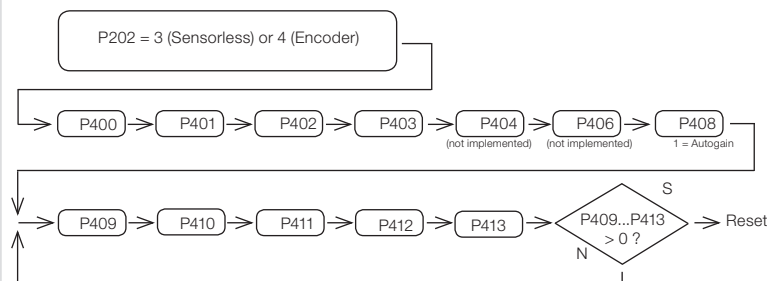 P202 = 3 (Sensorless) or 4 (Encoder)
P400 P401 P402 P403 P404 P406 P408
(not implemented) (not implemented) 1 = Autogain
S
P409 P410 P411 P412 P413 P409...P413 Reset
> 0 ?
N